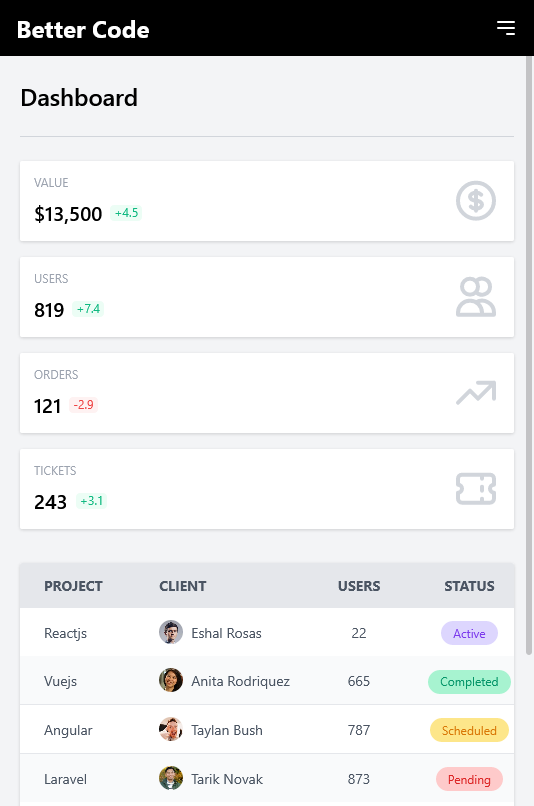 Better Code
Dashboard
VALUE
$13,500 +4.5
USERS
819 +7.4
ORDERS
121 -2.9
TICKETS
243 +3.1
PROJECT CLIENT USERS STATUS
Reactjs Eshal Rosas 22 Active
Vuejs Anita Rodriquez 665 Completed
Angular Taylan Bush 787 Scheduled
Laravel Tarik Novak 873 Pending